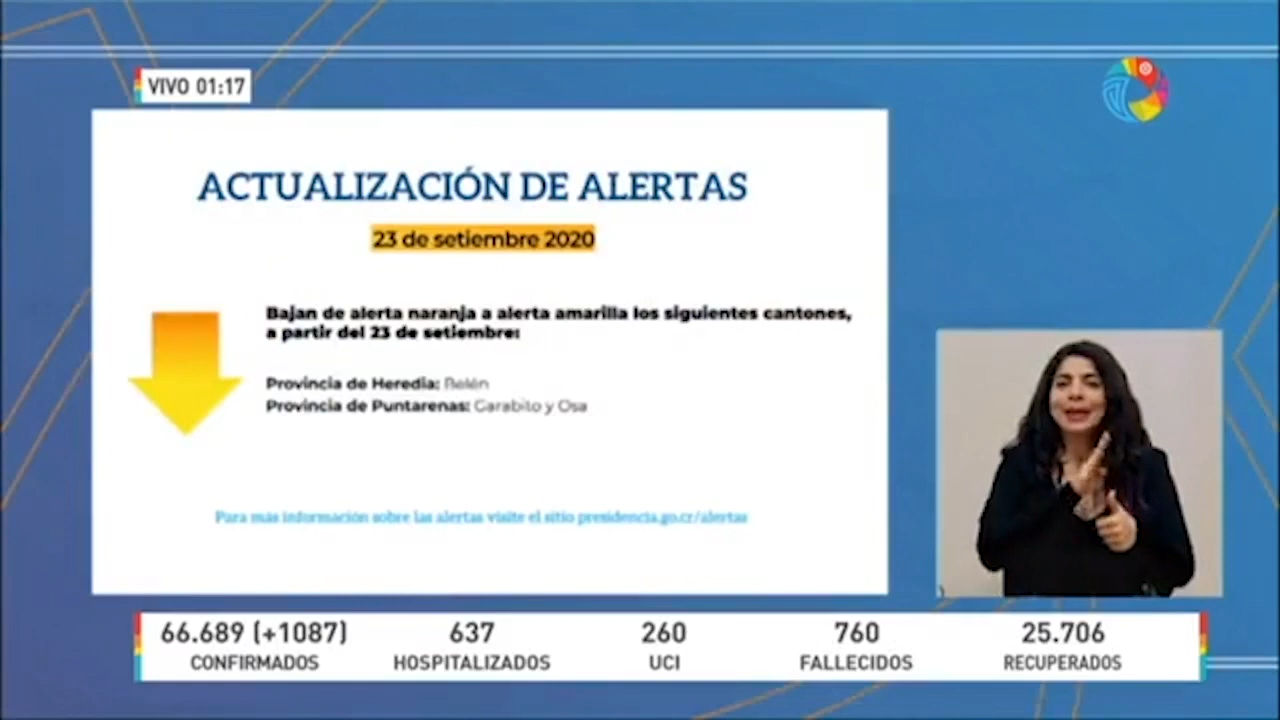 VIVO 01:17
ACTUALIZACIÓN DE ALERTAS
23 de setiembre 2020
Bajan de alerta naranja a alerta amarilla los siguientes cantones,
a partir del 23 de setiembre:
Provincia de Heredia: Belén
Provincia de Puntarenas: Garabito y Osa
Para más información sobre las alertas visite el sitio presidencia.go.cr/alertas
66.689 (+1087) 637 260 760 25.706
CONFIRMADOS HOSPITALIZADOS UCI FALLECIDOS RECUPERADOS